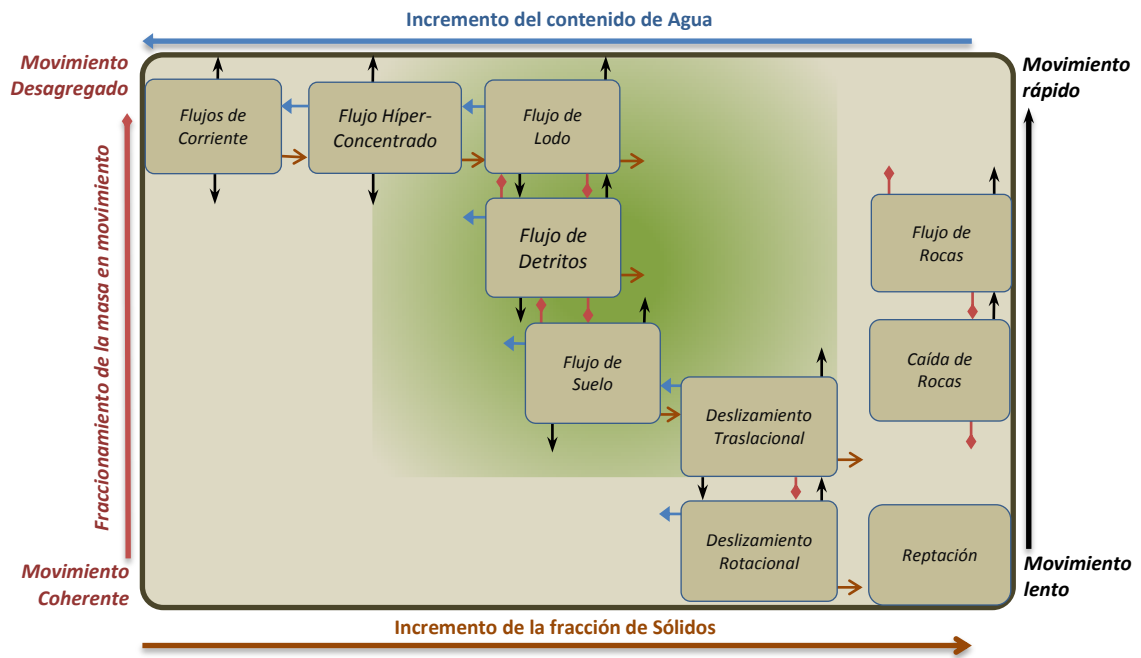 Incremento del contenido de Agua
Movimiento
Desagregado
Movimiento
rápido
Fraccionamiento de la masa en movimiento
Flujos de
Corriente
Flujo Híper-
Concentrado
Flujo de
Lodo
Flujo de
Detritos
Flujo de
Rocas
Flujo de
Suelo
Caída de
Rocas
Deslizamiento
Traslacional
Deslizamiento
Rotacional
Reptación
Movimiento
Coherente
Movimiento
lento
Incremento de la fracción de Sólidos